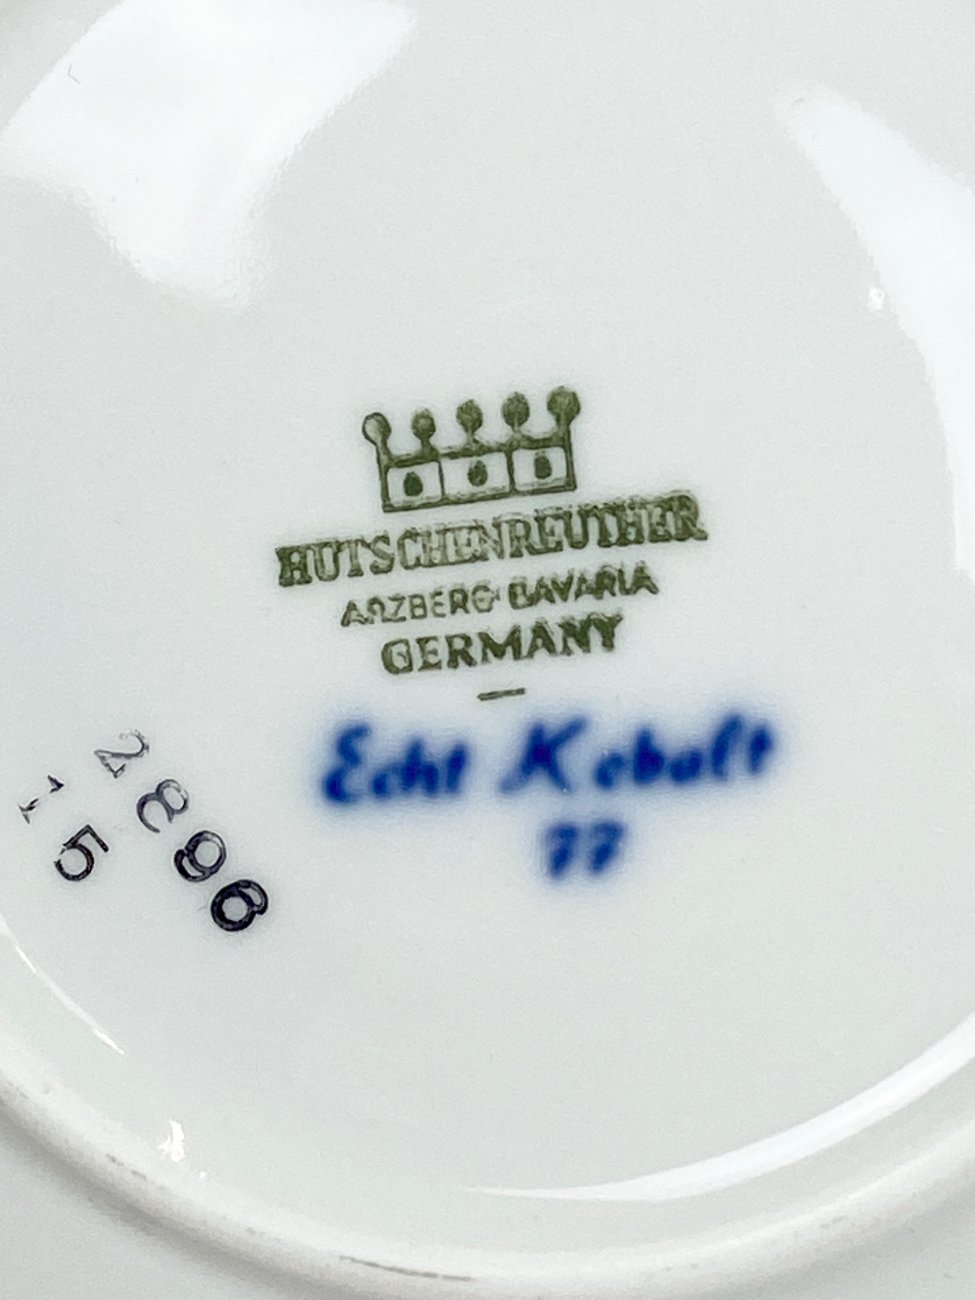 HUTSCHENREUTHER
ARZBERG · BAVARIA
GERMANY
Echt Kobalt
77
2896
15